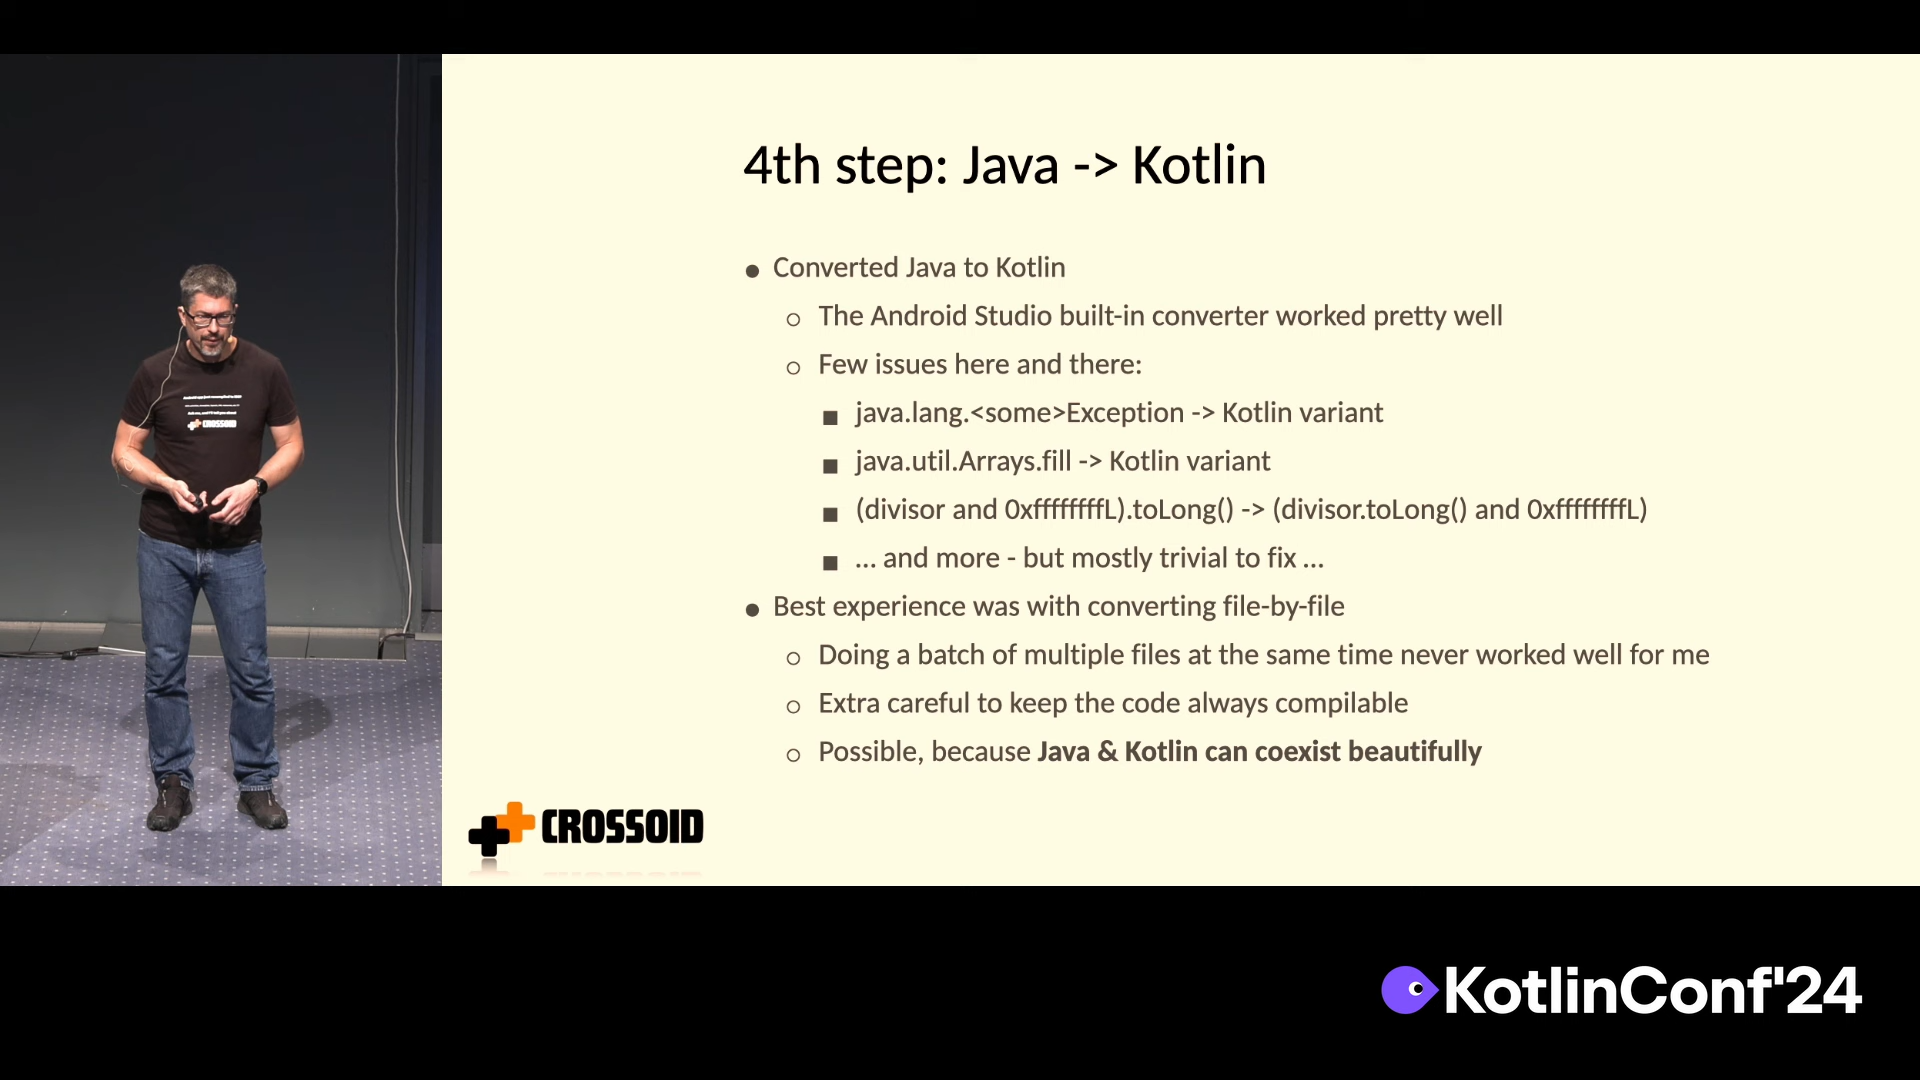 4th step: Java -> Kotlin
● Converted Java to Kotlin
○ The Android Studio built-in converter worked pretty well
○ Few issues here and there:
■ java.lang.<some>Exception -> Kotlin variant
■ java.util.Arrays.fill -> Kotlin variant
■ (divisor and 0xffffffffL).toLong() -> (divisor.toLong() and 0xffffffffL)
■ ... and more - but mostly trivial to fix ...
● Best experience was with converting file-by-file
○ Doing a batch of multiple files at the same time never worked well for me
○ Extra careful to keep the code always compilable
○ Possible, because Java & Kotlin can coexist beautifully
CROSSOID
CROSSOID
KotlinConf'24